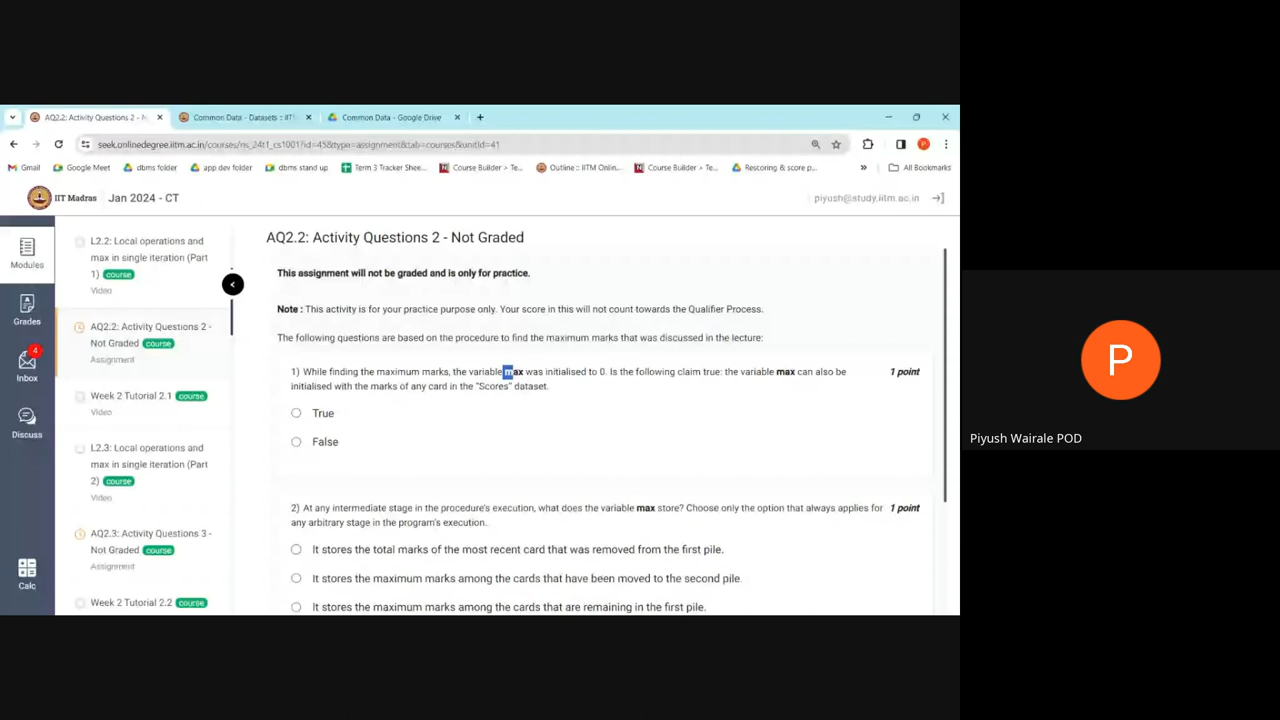 AQ2.2: Activity Questions 2 - N
Common Data - Datasets :: IIT
Common Data - Google Drive
seek.onlinedegree.iitm.ac.in/courses/ns_24t1_cs1001?id=45&type=assignment&tab=courses&unitId=41
Gmail
Google Meet
dbms folder
app dev folder
dbms stand up
Term 3 Tracker Shee...
Course Builder > Te...
Outline :: IITM Onlin...
Course Builder > Te...
Restoring & score p...
»
All Bookmarks
IIT Madras
Jan 2024 - CT
piyush@study.iitm.ac.in
Modules
Grades
4
Inbox
Discuss
Calc
L2.2: Local operations and
max in single iteration (Part
1) course
Video
AQ2.2: Activity Questions 2 -
Not Graded course
Assignment
Week 2 Tutorial 2.1 course
Video
L2.3: Local operations and
max in single iteration (Part
2) course
Video
AQ2.3: Activity Questions 3 -
Not Graded course
Assignment
Week 2 Tutorial 2.2 course
AQ2.2: Activity Questions 2 - Not Graded
This assignment will not be graded and is only for practice.
Note : This activity is for your practice purpose only. Your score in this will not count towards the Qualifier Process.
The following questions are based on the procedure to find the maximum marks that was discussed in the lecture:
1) While finding the maximum marks, the variable max was initialised to 0. Is the following claim true: the variable max can also be 1 point
initialised with the marks of any card in the "Scores" dataset.
True
False
2) At any intermediate stage in the procedure's execution, what does the variable max store? Choose only the option that always applies for 1 point
any arbitrary stage in the program's execution.
It stores the total marks of the most recent card that was removed from the first pile.
It stores the maximum marks among the cards that have been moved to the second pile.
It stores the maximum marks among the cards that are remaining in the first pile.
P
Piyush Wairale POD